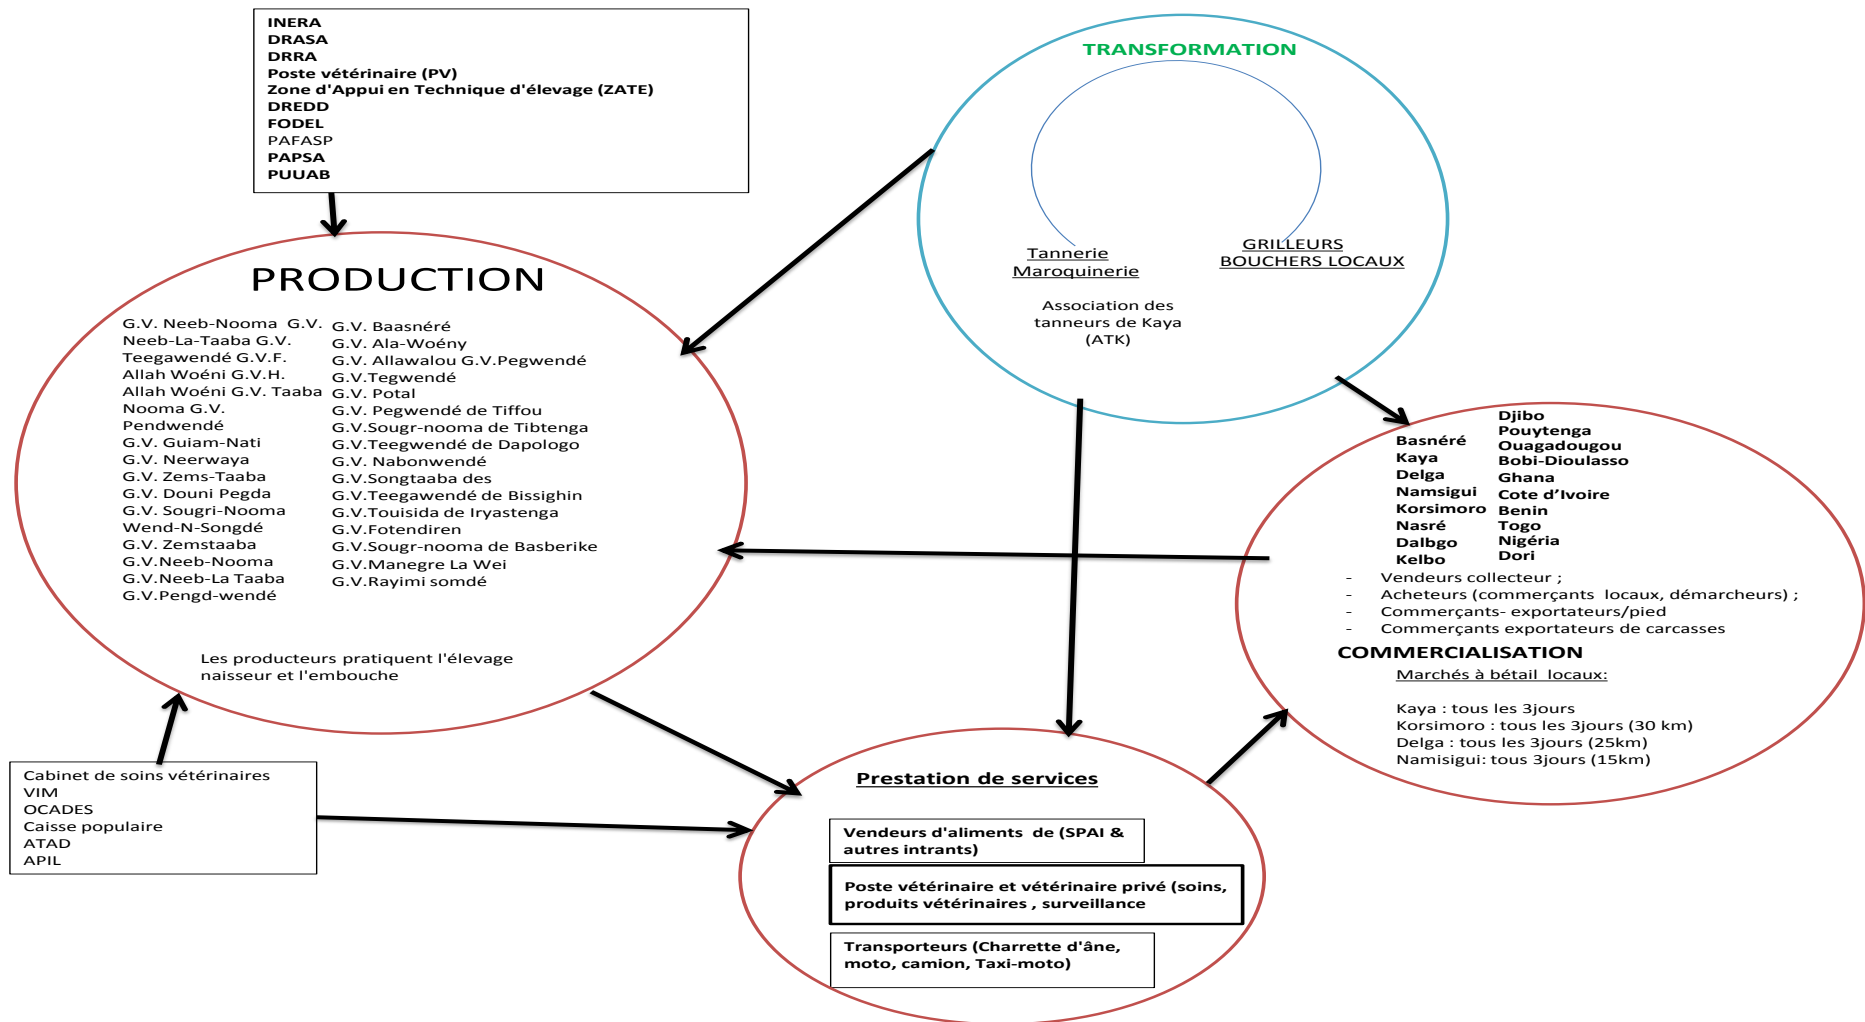 INERA
DRASA
DRRA
Poste vétérinaire (PV)
Zone d'Appui en Technique d'élevage (ZATE)
DREDD
FODEL
PAFASP
PAPSA
PUUAB
TRANSFORMATION
Tannerie
Maroquinerie
GRILLEURS
BOUCHERS LOCAUX
Association des
tanneurs de Kaya
(ATK)
PRODUCTION
G.V. Neeb-Nooma  G.V.
Neeb-La-Taaba G.V.
Teegawendé G.V.F.
Allah Woéni G.V.H.
Allah Woéni G.V. Taaba
Nooma G.V.
Pendwendé
G.V. Guiam-Nati
G.V. Neerwaya
G.V. Zems-Taaba
G.V. Douni Pegda
G.V. Sougri-Nooma
Wend-N-Songdé
G.V. Zemstaaba
G.V.Neeb-Nooma
G.V.Neeb-La Taaba
G.V.Pengd-wendé
G.V. Baasnéré
G.V. Ala-Woény
G.V. Allawalou G.V.Pegwendé
G.V.Tegwendé
G.V. Potal
G.V. Pegwendé de Tiffou
G.V.Sougr-nooma de Tibtenga
G.V.Teegwendé de Dapologo
G.V. Nabonwendé
G.V.Songtaaba des
G.V.Teegawendé de Bissighin
G.V.Touisida de Iryastenga
G.V.Fotendiren
G.V.Sougr-nooma de Basberike
G.V.Manegre La Wei
G.V.Rayimi somdé
Les producteurs pratiquent l'élevage
naisseur et l'embouche
Basnéré
Kaya
Delga
Namsigui
Korsimoro
Nasré
Dalbgo
Kelbo
Djibo
Pouytenga
Ouagadougou
Bobi-Dioulasso
Ghana
Cote d’Ivoire
Benin
Togo
Nigéria
Dori
- Vendeurs collecteur ;
- Acheteurs (commerçants  locaux, démarcheurs) ;
- Commerçants- exportateurs/pied
- Commerçants exportateurs de carcasses
COMMERCIALISATION
Marchés à bétail  locaux:
Kaya : tous les 3jours
Korsimoro : tous les 3jours (30 km)
Delga : tous les 3jours (25km)
Namisigui: tous 3jours (15km)
Cabinet de soins vétérinaires
VIM
OCADES
Caisse populaire
ATAD
APIL
Prestation de services
Vendeurs d'aliments  de (SPAI &
autres intrants)
Poste vétérinaire et vétérinaire privé (soins,
produits vétérinaires , surveillance
Transporteurs (Charrette d'âne,
moto, camion, Taxi-moto)